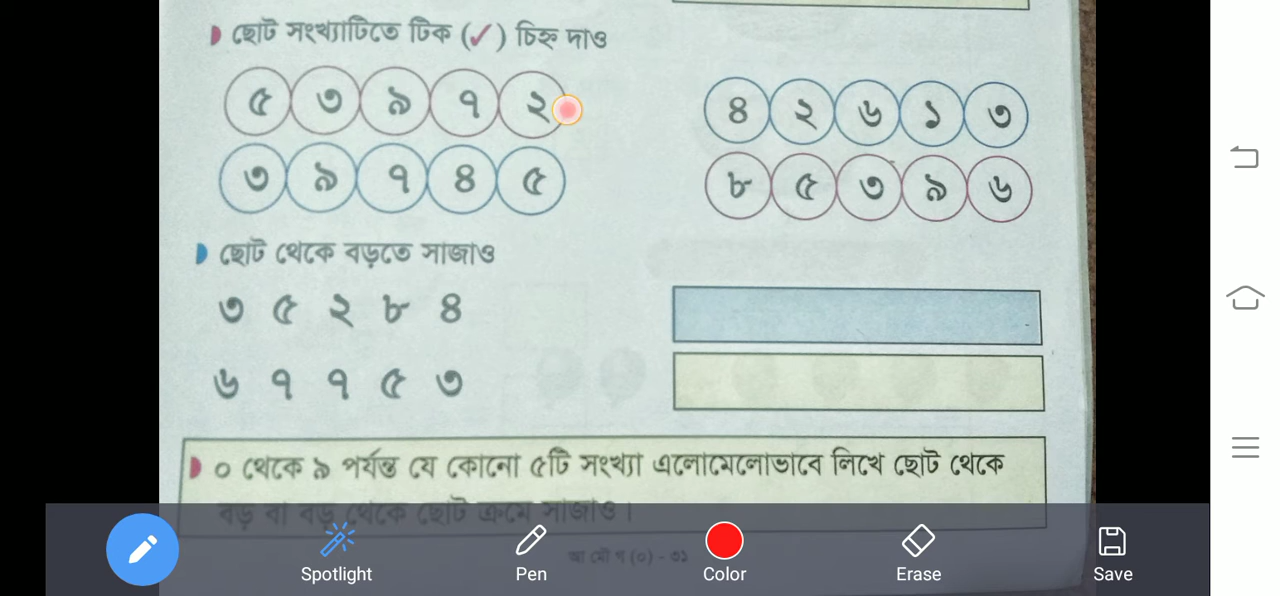 ছোট সংখ্যাটিতে টিক (✓) চিহ্ন দাও
৫ ৩ ৯ ৭ ২
৪ ২ ৬ ১ ৩
৩ ৯ ৭ ৪ ৫
৮ ৫ ৩ ৯ ৬
ছোট থেকে বড়তে সাজাও
৩ ৫ ২ ৮ ৪
৬ ৭ ৭ ৫ ৩
০ থেকে ৯ পর্যন্ত যে কোনো ৫টি সংখ্যা এলোমেলোভাবে লিখে ছোট থেকে
বড় বা বড় থেকে ছোট ক্রমে সাজাও।
আ মৌ গ (০) - ৩১
Spotlight Pen Color Erase Save